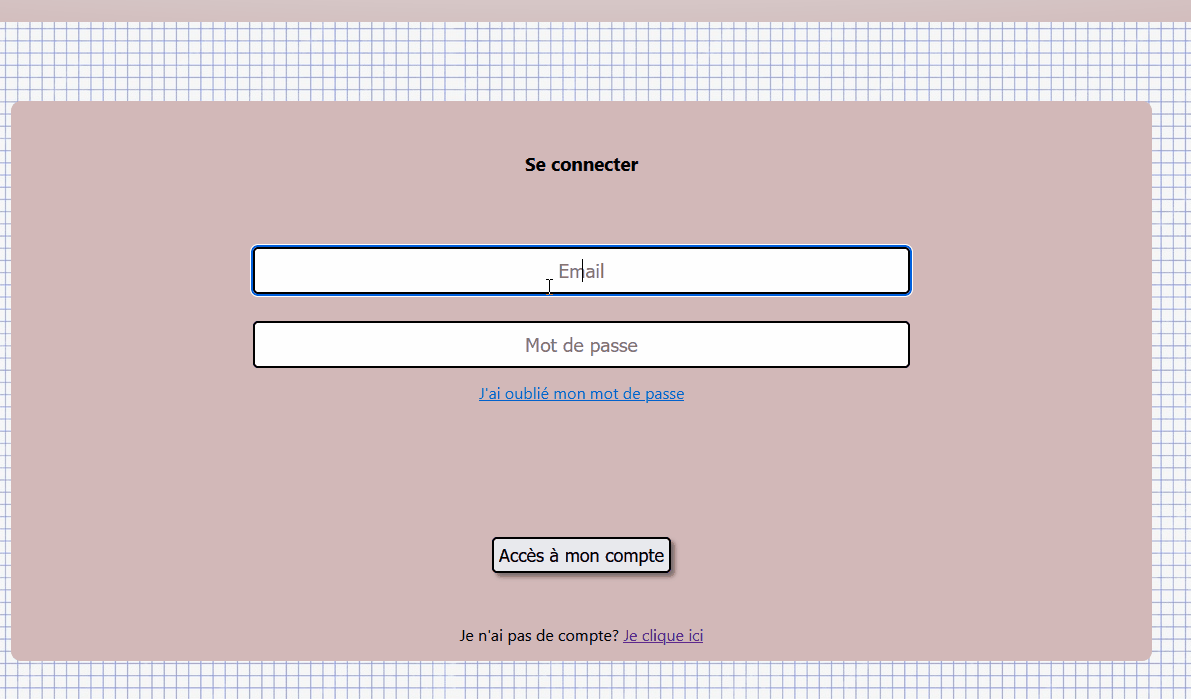 Se connecter
Email
Mot de passe
J'ai oublié mon mot de passe
Accès à mon compte
Je n'ai pas de compte? Je clique ici